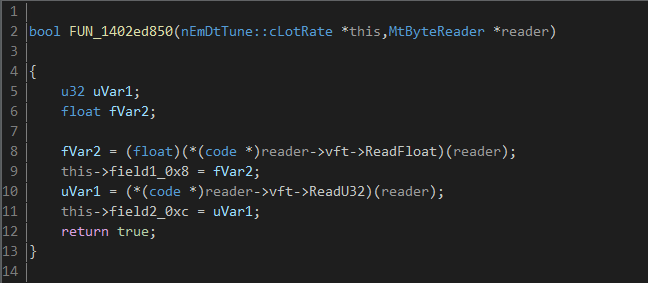 1
2 bool FUN_1402ed850(nEmDtTune::cLotRate *this,MtByteReader *reader)
3
4 {
5     u32 uVar1;
6     float fVar2;
7
8     fVar2 = (float)(*(code *)reader->vft->ReadFloat)(reader);
9     this->field1_0x8 = fVar2;
10     uVar1 = (*(code *)reader->vft->ReadU32)(reader);
11     this->field2_0xc = uVar1;
12     return true;
13 }
14